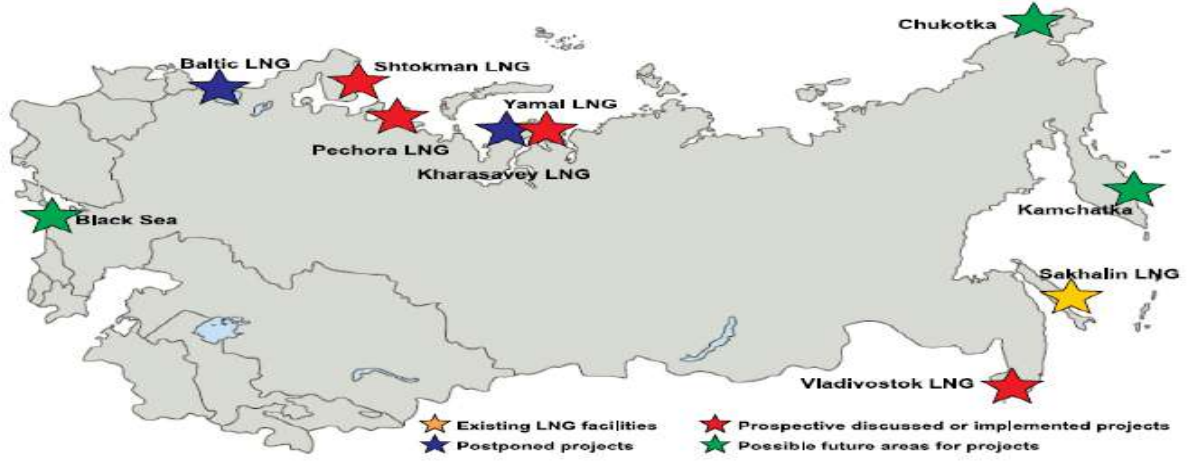 Chukotka
Baltic LNG
Shtokman LNG
Yamal LNG
Pechora LNG
Kharasavey LNG
Kamchatka
Black Sea
Sakhalin LNG
Vladivostok LNG
Existing LNG facilities
Prospective discussed or implemented projects
Postponed projects
Possible future areas for projects